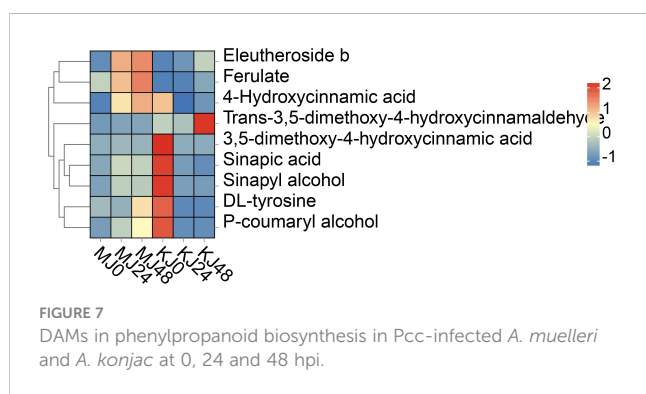 Eleutheroside b
Ferulate
4-Hydroxycinnamic acid
Trans-3,5-dimethoxy-4-hydroxycinnamaldehyde
3,5-dimethoxy-4-hydroxycinnamic acid
Sinapic acid
Sinapyl alcohol
DL-tyrosine
P-coumaryl alcohol
2
1
0
-1
MJ0
MJ24
MJ48
KJ0
KJ24
KJ48
FIGURE 7
DAMs in phenylpropanoid biosynthesis in Pcc-infected A. muelleri
and A. konjac at 0, 24 and 48 hpi.